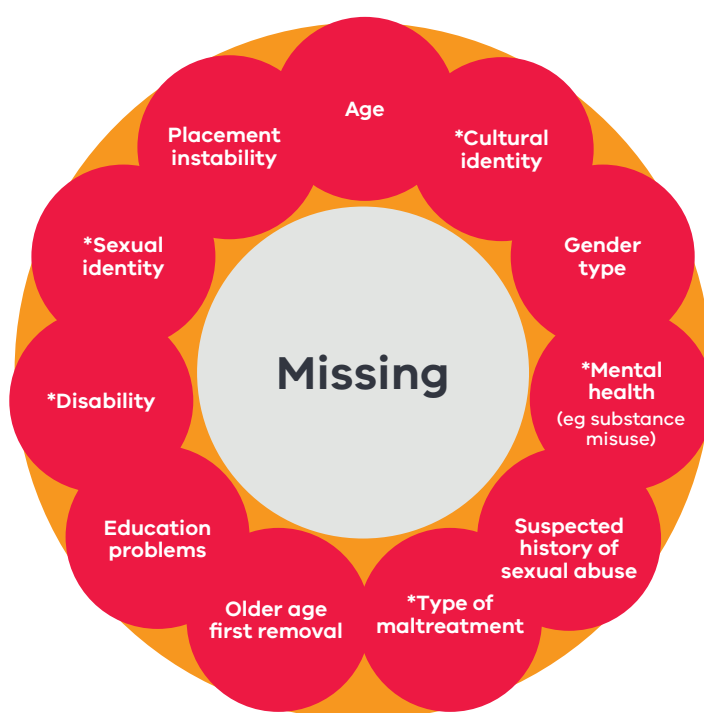 Age
*Cultural
identity
Gender
type
*Mental
health
(eg substance
misuse)
Suspected
history of
sexual abuse
*Type of
maltreatment
Older age
first removal
Education
problems
*Disability
*Sexual
identity
Placement
instability
Missing